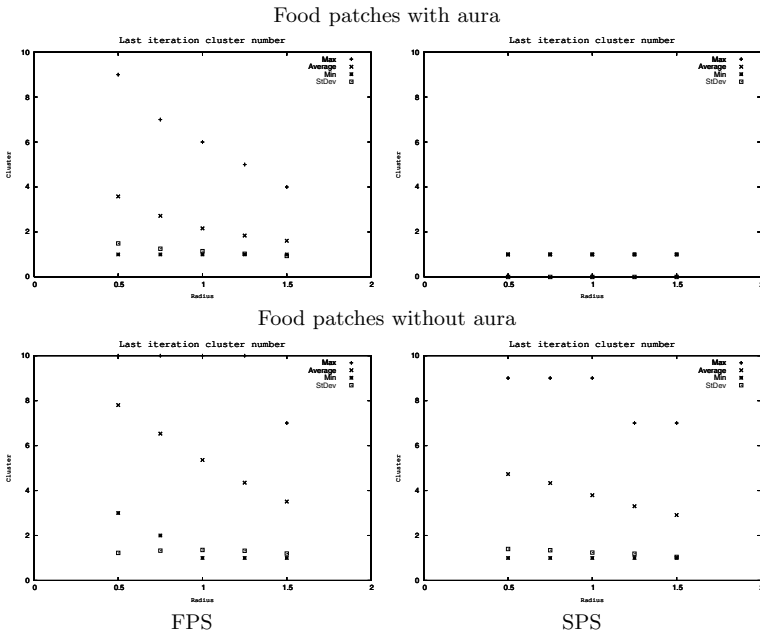 Food patches with aura
Last iteration cluster number
Max
Average
Min
StDev
10
8
6
4
2
0
Cluster
0 0.5 1 1.5 2
Radius
Last iteration cluster number
Max
Average
Min
StDev
10
8
6
4
2
0
Cluster
0 0.5 1 1.5 2
Radius
Food patches without aura
Last iteration cluster number
Max
Average
Min
StDev
10
8
6
4
2
0
Cluster
0 0.5 1 1.5 2
Radius
Last iteration cluster number
Max
Average
Min
StDev
10
8
6
4
2
0
Cluster
0 0.5 1 1.5 2
Radius
FPS SPS